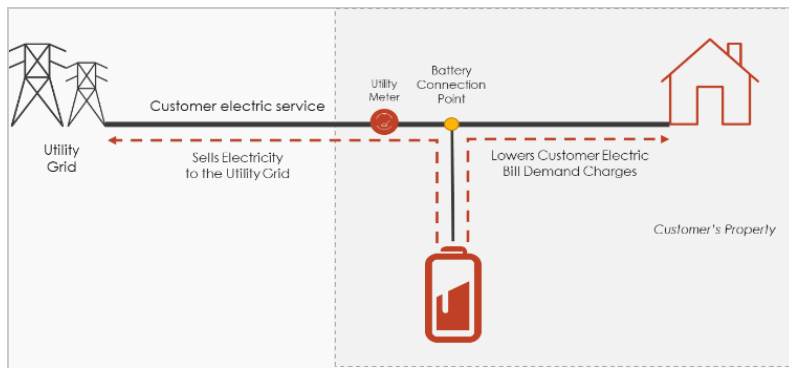 Utility
Meter
Battery
Connection
Point
Customer electric service
Utility
Grid
Sells Electricity
to the Utility Grid
Lowers Customer Electric
Bill Demand Charges
Customer's Property